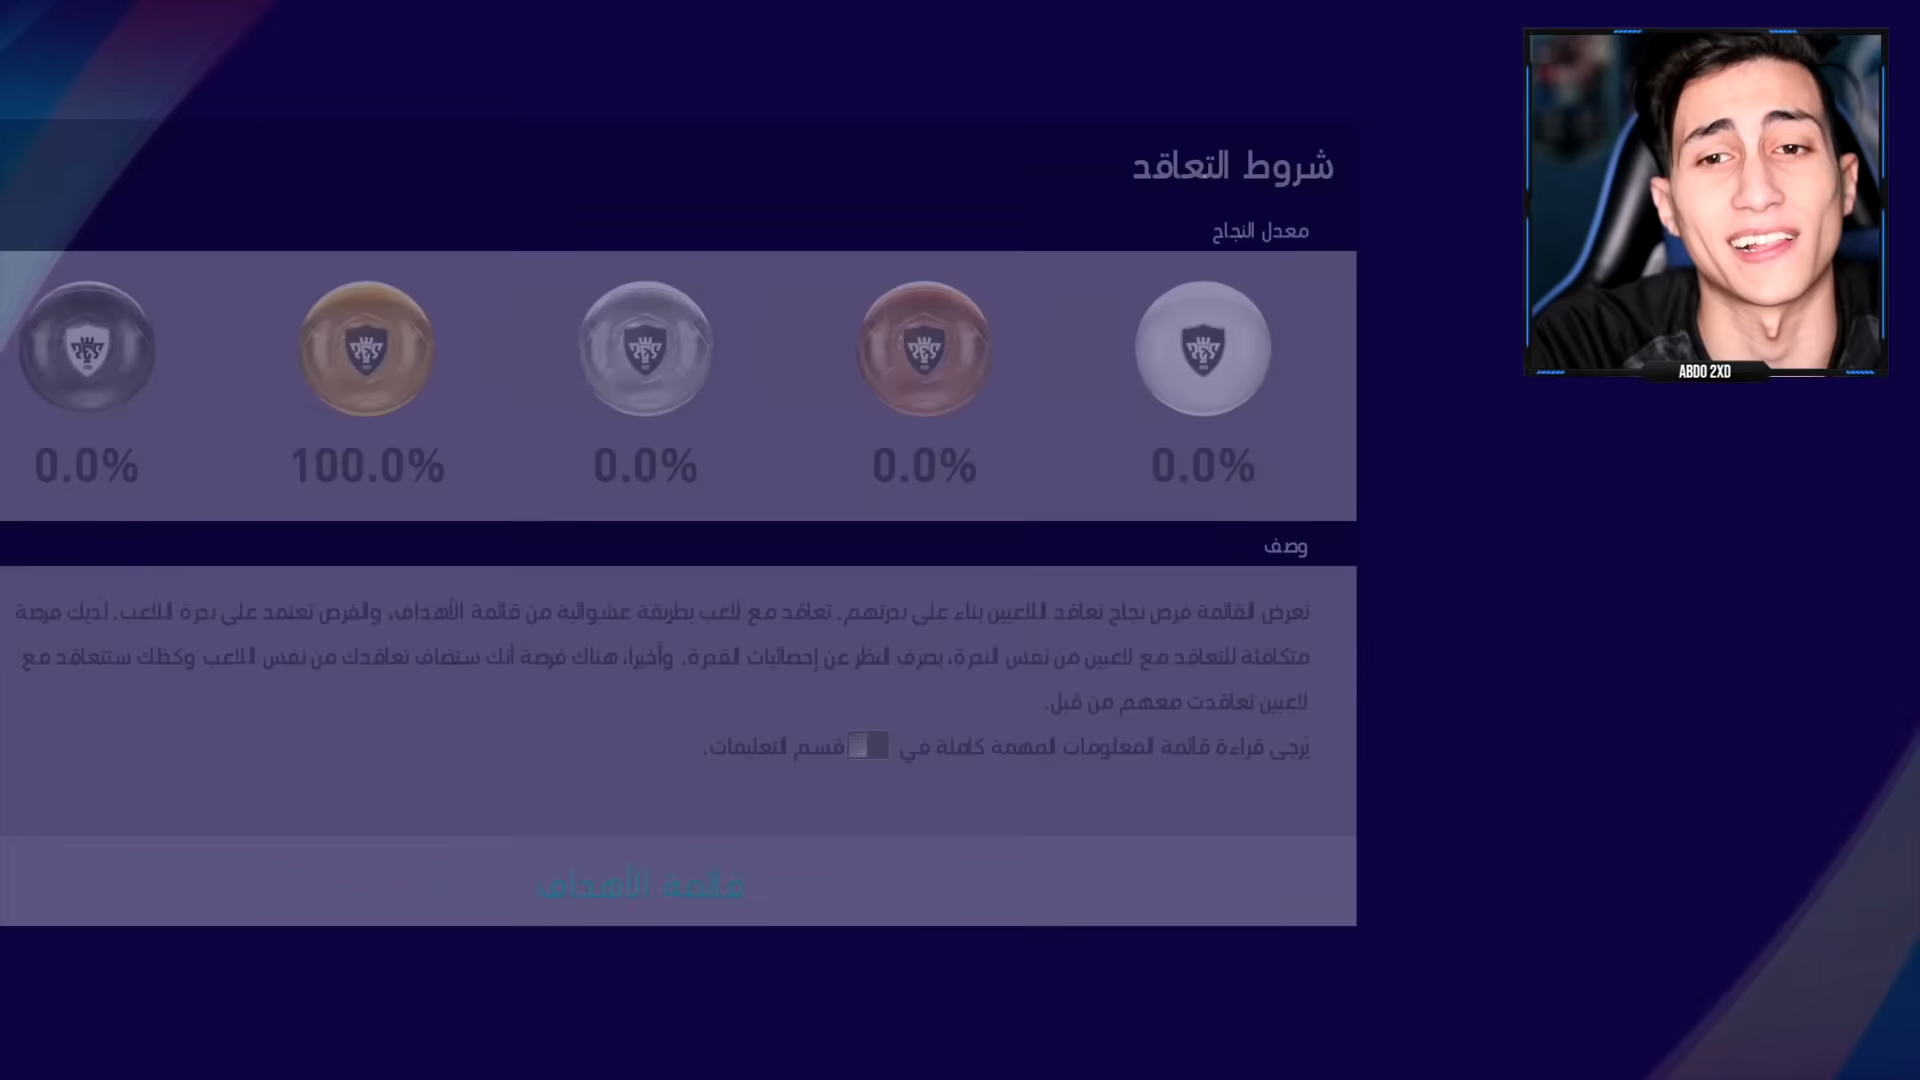 شروط التعاقد
معدل النجاح
0.0% 100.0% 0.0% 0.0% 0.0%
وصف
تعرض القائمة فرص نجاح تعاقد اللاعبين بناء على ندرتهم. تعاقد مع لاعب بطريقة عشوائية من قائمة الأهداف، والفرص تعتمد على ندرة اللاعب. لديك فرصة
متكافئة للتعاقد مع لاعبين من نفس الندرة، بصرف النظر عن إحصائيات القدرة. وأخيرا، هناك فرصة أنك ستضاف تعاقدك من نفس اللاعب وكذلك ستتعاقد مع
لاعبين تعاقدت معهم من قبل.
يُرجى قراءة قائمة المعلومات المهمة كاملة في قسم التعليمات.
قائمة الأهداف
ABDO 2XD